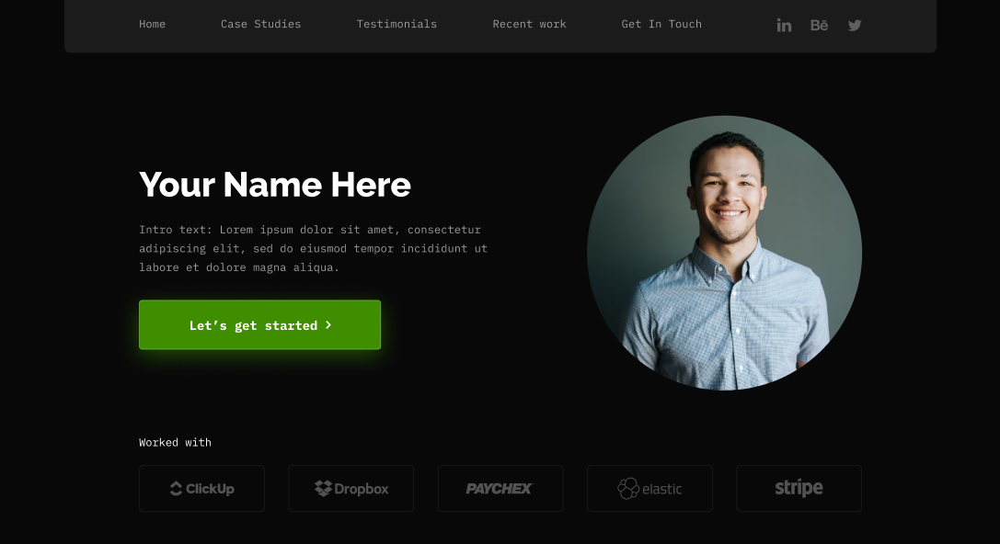 Home
Case Studies
Testimonials
Recent work
Get In Touch
in
Bē
Your Name Here
Intro text: Lorem ipsum dolor sit amet, consectetur
adipiscing elit, sed do eiusmod tempor incididunt ut
labore et dolore magna aliqua.
Let’s get started
Worked with
ClickUp
Dropbox
PAYCHEX
elastic
stripe